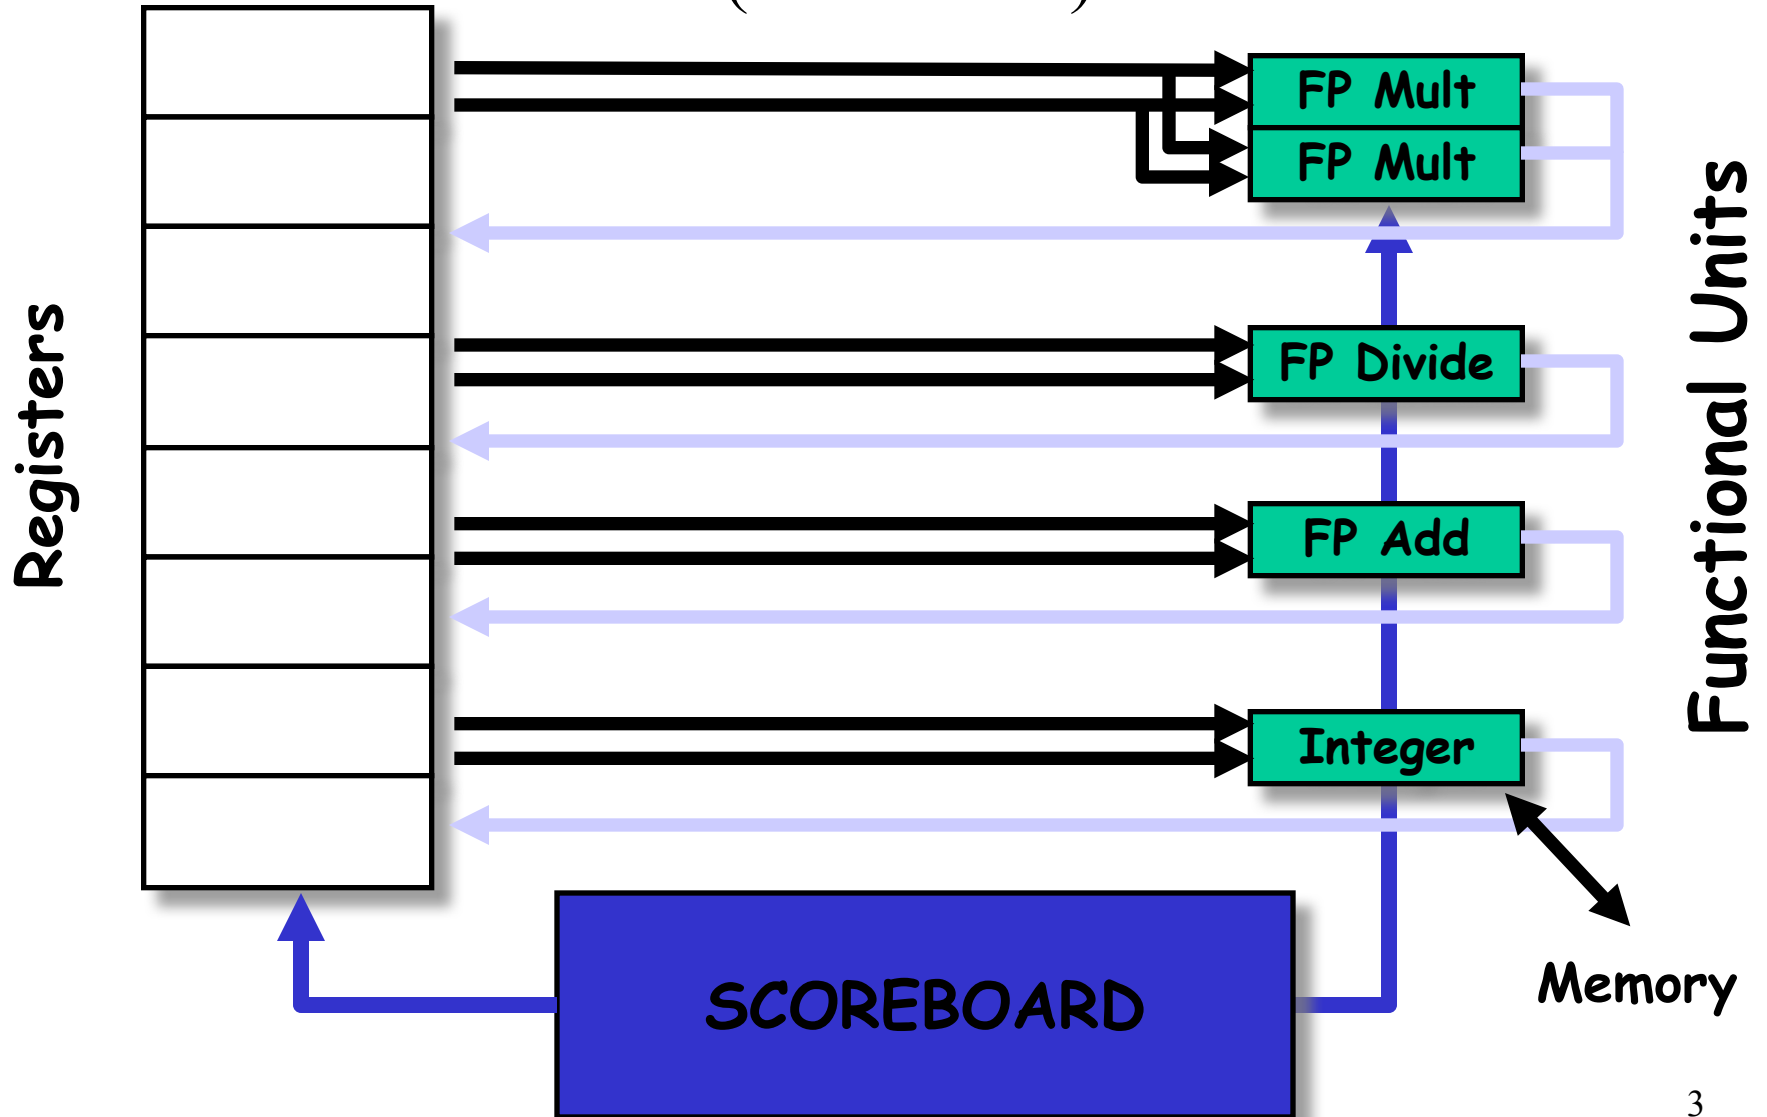 FP Mult
FP Mult
Registers
FP Divide
Functional Units
FP Add
Integer
Memory
SCOREBOARD
3